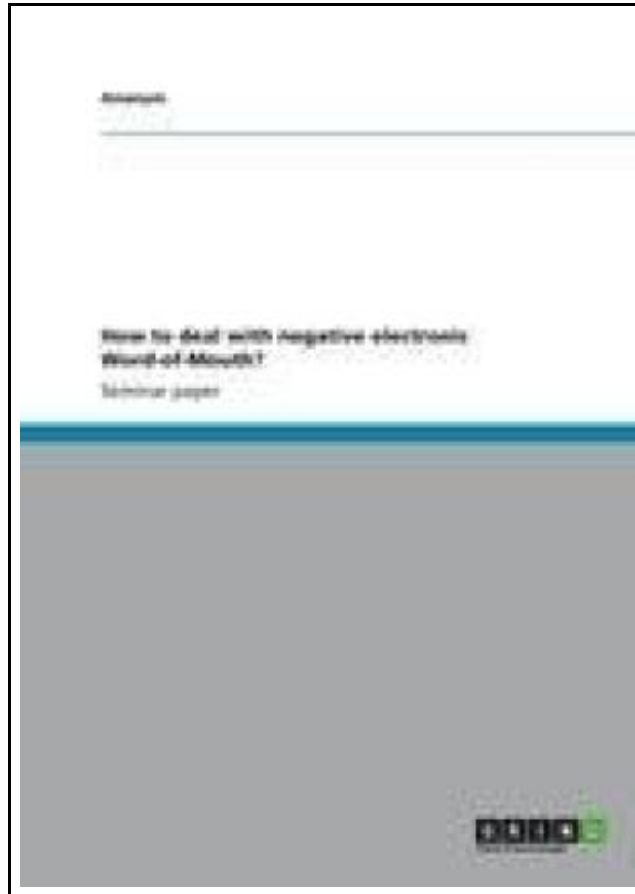 Anonym
How to deal with negative electronic
Word-of-Mouth?
Seminar paper
GRIN